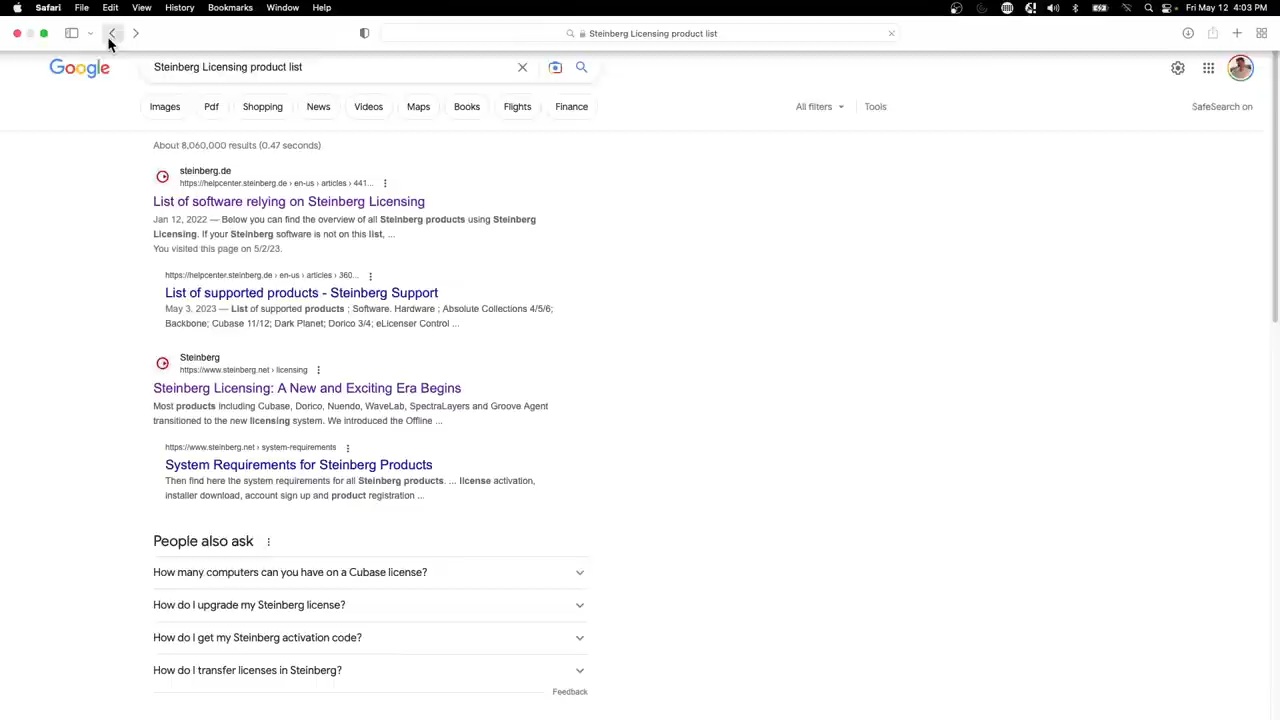 Safari File Edit View History Bookmarks Window Help Fri May 12 4:03 PM
Steinberg Licensing product list
Google Steinberg Licensing product list
Images Pdf Shopping News Videos Maps Books Flights Finance All filters Tools SafeSearch on
About 8,060,000 results (0.47 seconds)
steinberg.de
https://helpcenter.steinberg.de › en-us › articles › 441...
List of software relying on Steinberg Licensing
Jan 12, 2022 — Below you can find the overview of all Steinberg products using Steinberg
Licensing. If your Steinberg software is not on this list, ...
You visited this page on 5/2/23.
https://helpcenter.steinberg.de › en-us › articles › 360...
List of supported products - Steinberg Support
May 3, 2023 — List of supported products ; Software. Hardware ; Absolute Collections 4/5/6;
Backbone; Cubase 11/12; Dark Planet; Dorico 3/4; eLicenser Control ...
Steinberg
https://www.steinberg.net › licensing
Steinberg Licensing: A New and Exciting Era Begins
Most products including Cubase, Dorico, Nuendo, WaveLab, SpectraLayers and Groove Agent
transitioned to the new licensing system. We introduced the Offline ...
https://www.steinberg.net › system-requirements
System Requirements for Steinberg Products
Then find here the system requirements for all Steinberg products. ... license activation,
installer download, account sign up and product registration ...
People also ask
How many computers can you have on a Cubase license?
How do I upgrade my Steinberg license?
How do I get my Steinberg activation code?
How do I transfer licenses in Steinberg?
Feedback